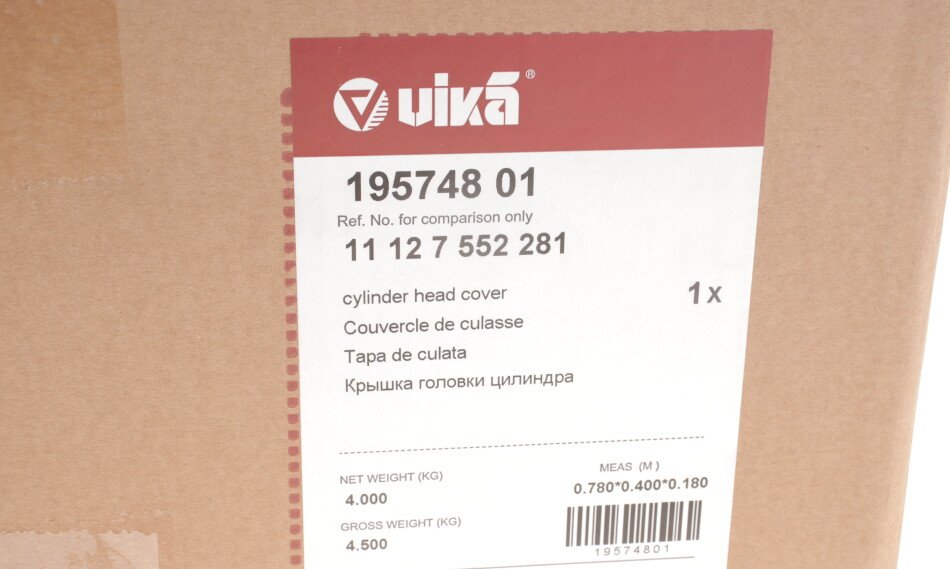 vika®
195748 01
Ref. No. for comparison only
11 12 7 552 281
cylinder head cover
1 x
Couvercle de culasse
Tapa de culata
Крышка головки цилиндра
NET WEIGHT (KG)
4.000
MEAS (M)
0.780*0.400*0.180
GROSS WEIGHT (KG)
4.500
19574801